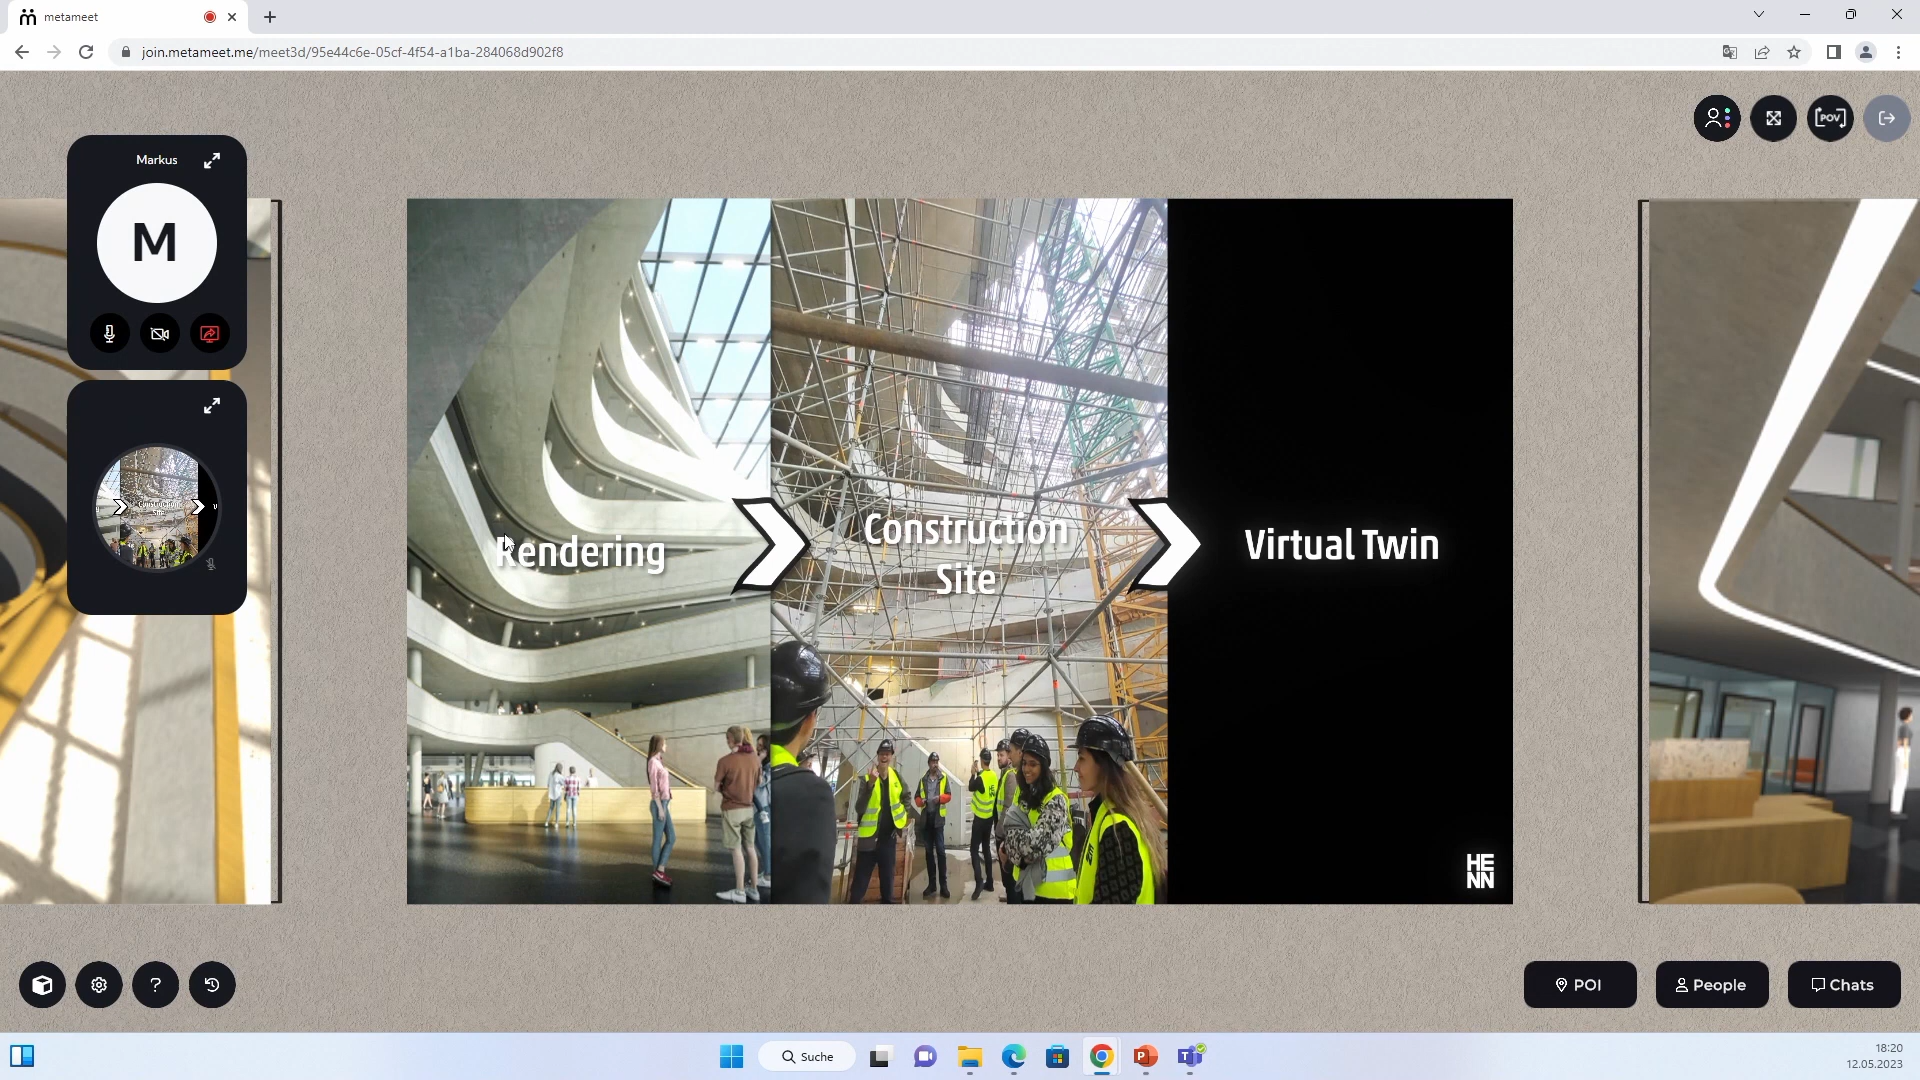 metameet
join.metameet.me/meet3d/95e44c6e-05cf-4f54-a1ba-284068d902f8
POV
Markus
M
Rendering
Construction
Site
Virtual Twin
HE
NN
?
POI
People
Chats
Suche
18:20
12.05.2023